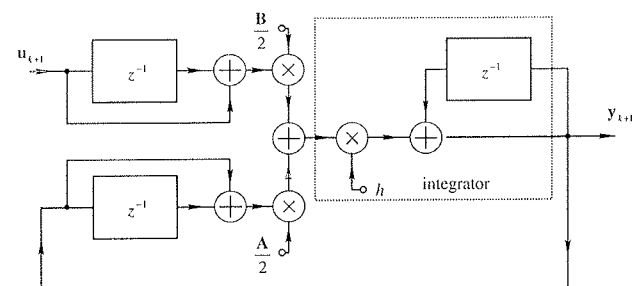 B
2
u_{k+1}
z^{-1}
+
×
z^{-1}
y_{k+1}
+
×
+
h
integrator
z^{-1}
+
×
A
2